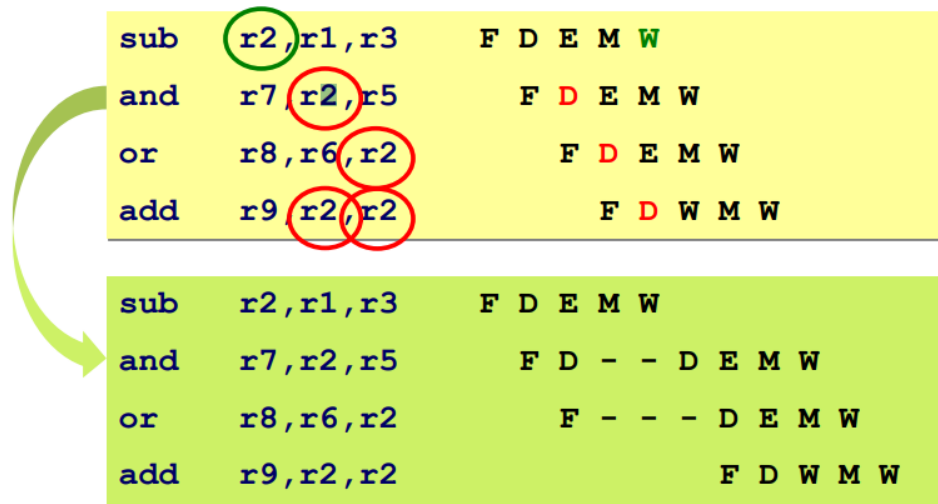 sub r2,r1,r3 F D E M W
and r7,r2,r5 F D E M W
or r8,r6,r2 F D E M W
add r9,r2,r2 F D W M W
sub r2,r1,r3 F D E M W
and r7,r2,r5 F D - - D E M W
or r8,r6,r2 F - - - D E M W
add r9,r2,r2 F D W M W